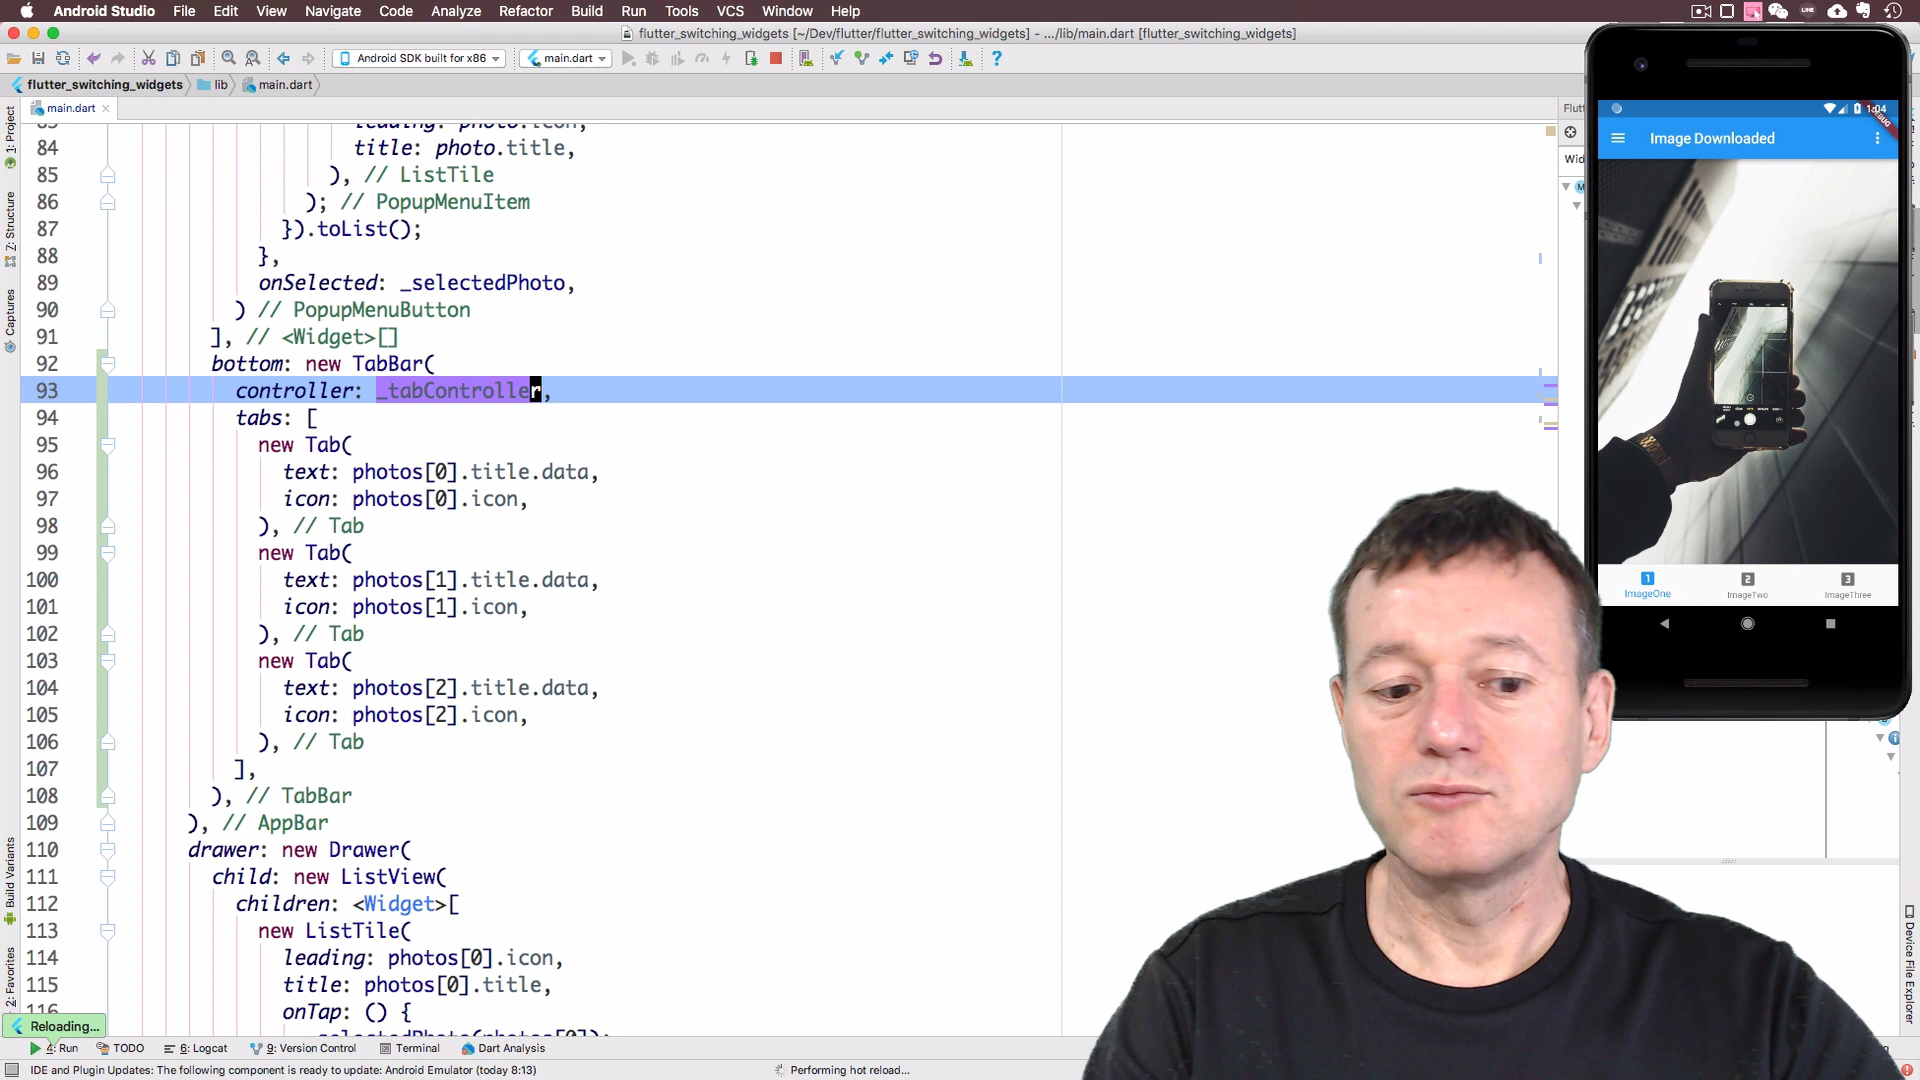 Android Studio File Edit View Navigate Code Analyze Refactor Build Run Tools VCS Window Help
flutter_switching_widgets [~/Dev/flutter/flutter_switching_widgets] - .../lib/main.dart [flutter_switching_widgets]
Android SDK built for x86
main.dart
flutter_switching_widgets lib main.dart
main.dart
1: Project
7: Structure
Captures
Build Variants
2: Favorites
leading: photo.icon,
84 title: photo.title,
85 ), // ListTile
86 ); // PopupMenuItem
87 }).toList();
88 },
89 onSelected: _selectedPhoto,
90 ) // PopupMenuButton
91 ], // <Widget>[]
92 bottom: new TabBar(
93 controller: _tabController,
94 tabs: [
95 new Tab(
96 text: photos[0].title.data,
97 icon: photos[0].icon,
98 ), // Tab
99 new Tab(
100 text: photos[1].title.data,
101 icon: photos[1].icon,
102 ), // Tab
103 new Tab(
104 text: photos[2].title.data,
105 icon: photos[2].icon,
106 ), // Tab
107 ],
108 ), // TabBar
109 ), // AppBar
110 drawer: new Drawer(
111 child: new ListView(
112 children: <Widget>[
113 new ListTile(
114 leading: photos[0].icon,
115 title: photos[0].title,
116 onTap: () {
Flutt
Wid
1:04
Image Downloaded
1 2 3
ImageOne ImageTwo ImageThree
Device File Explorer
Reloading...
4: Run TODO 6: Logcat 9: Version Control Terminal Dart Analysis
IDE and Plugin Updates: The following component is ready to update: Android Emulator (today 8:13) Performing hot reload...